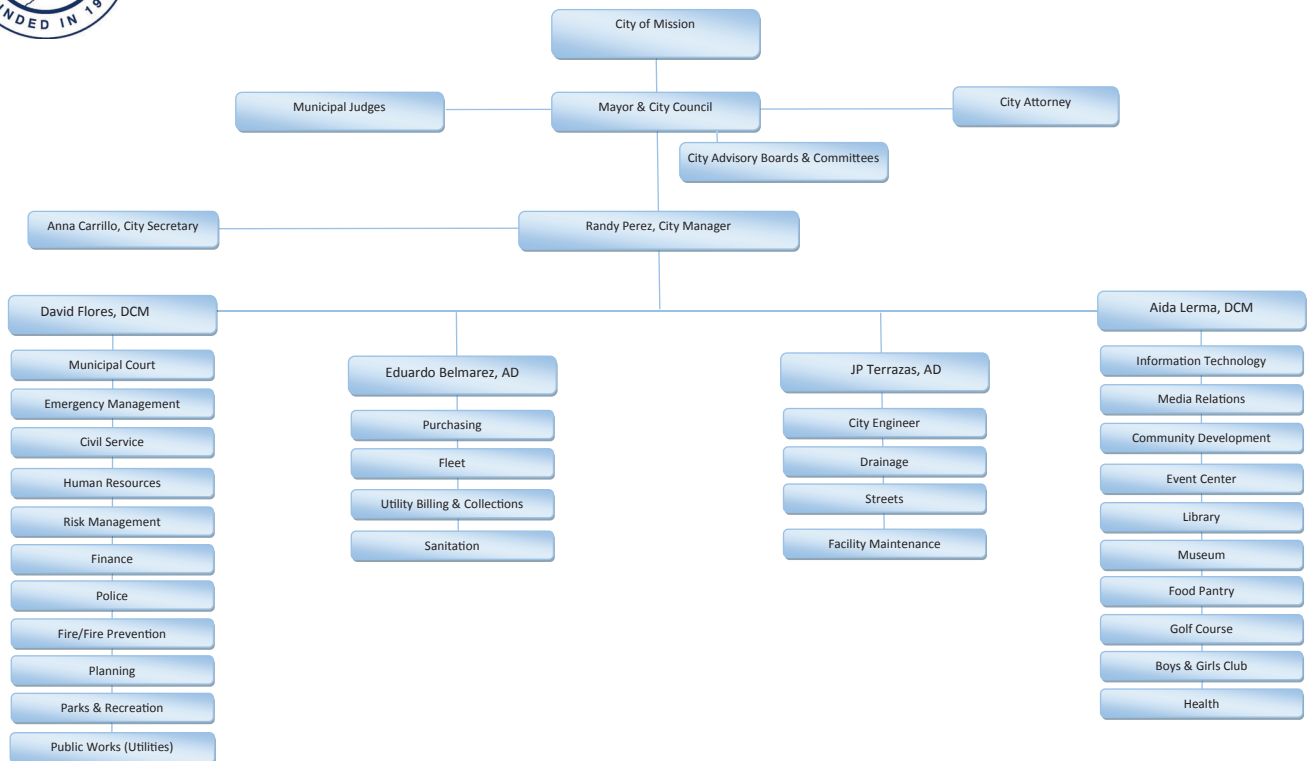 NDED IN 19
City of Mission
Municipal Judges
Mayor & City Council
City Attorney
City Advisory Boards & Committees
Anna Carrillo, City Secretary
Randy Perez, City Manager
David Flores, DCM
Municipal Court
Emergency Management
Civil Service
Human Resources
Risk Management
Finance
Police
Fire/Fire Prevention
Planning
Parks & Recreation
Public Works (Utilities)
Eduardo Belmarez, AD
Purchasing
Fleet
Utility Billing & Collections
Sanitation
JP Terrazas, AD
City Engineer
Drainage
Streets
Facility Maintenance
Aida Lerma, DCM
Information Technology
Media Relations
Community Development
Event Center
Library
Museum
Food Pantry
Golf Course
Boys & Girls Club
Health